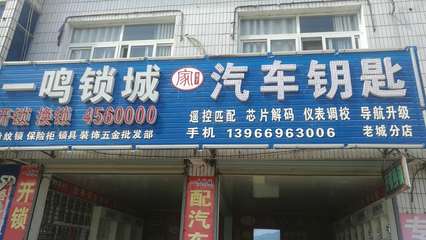 一鸣锁城
家
汽车钥匙
开锁 换锁 4560000
遥控匹配 芯片解码 仪表调校 导航升级
纹锁 保险柜 锁具 装饰五金批发部
手机 13966963006
老城分店
开锁
配汽车